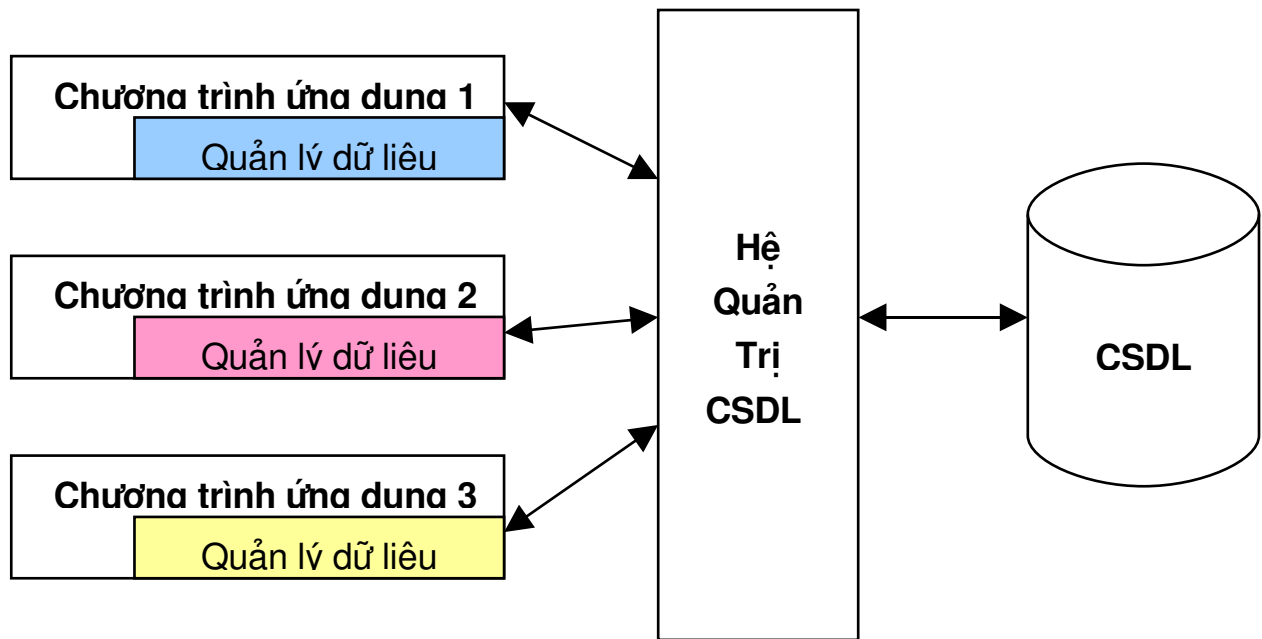 Chương trình ứng dụng 1
Quản lý dữ liệu
Chương trình ứng dụng 2
Quản lý dữ liệu
Chương trình ứng dụng 3
Quản lý dữ liệu
Hệ
Quản
Trị
CSDL
CSDL